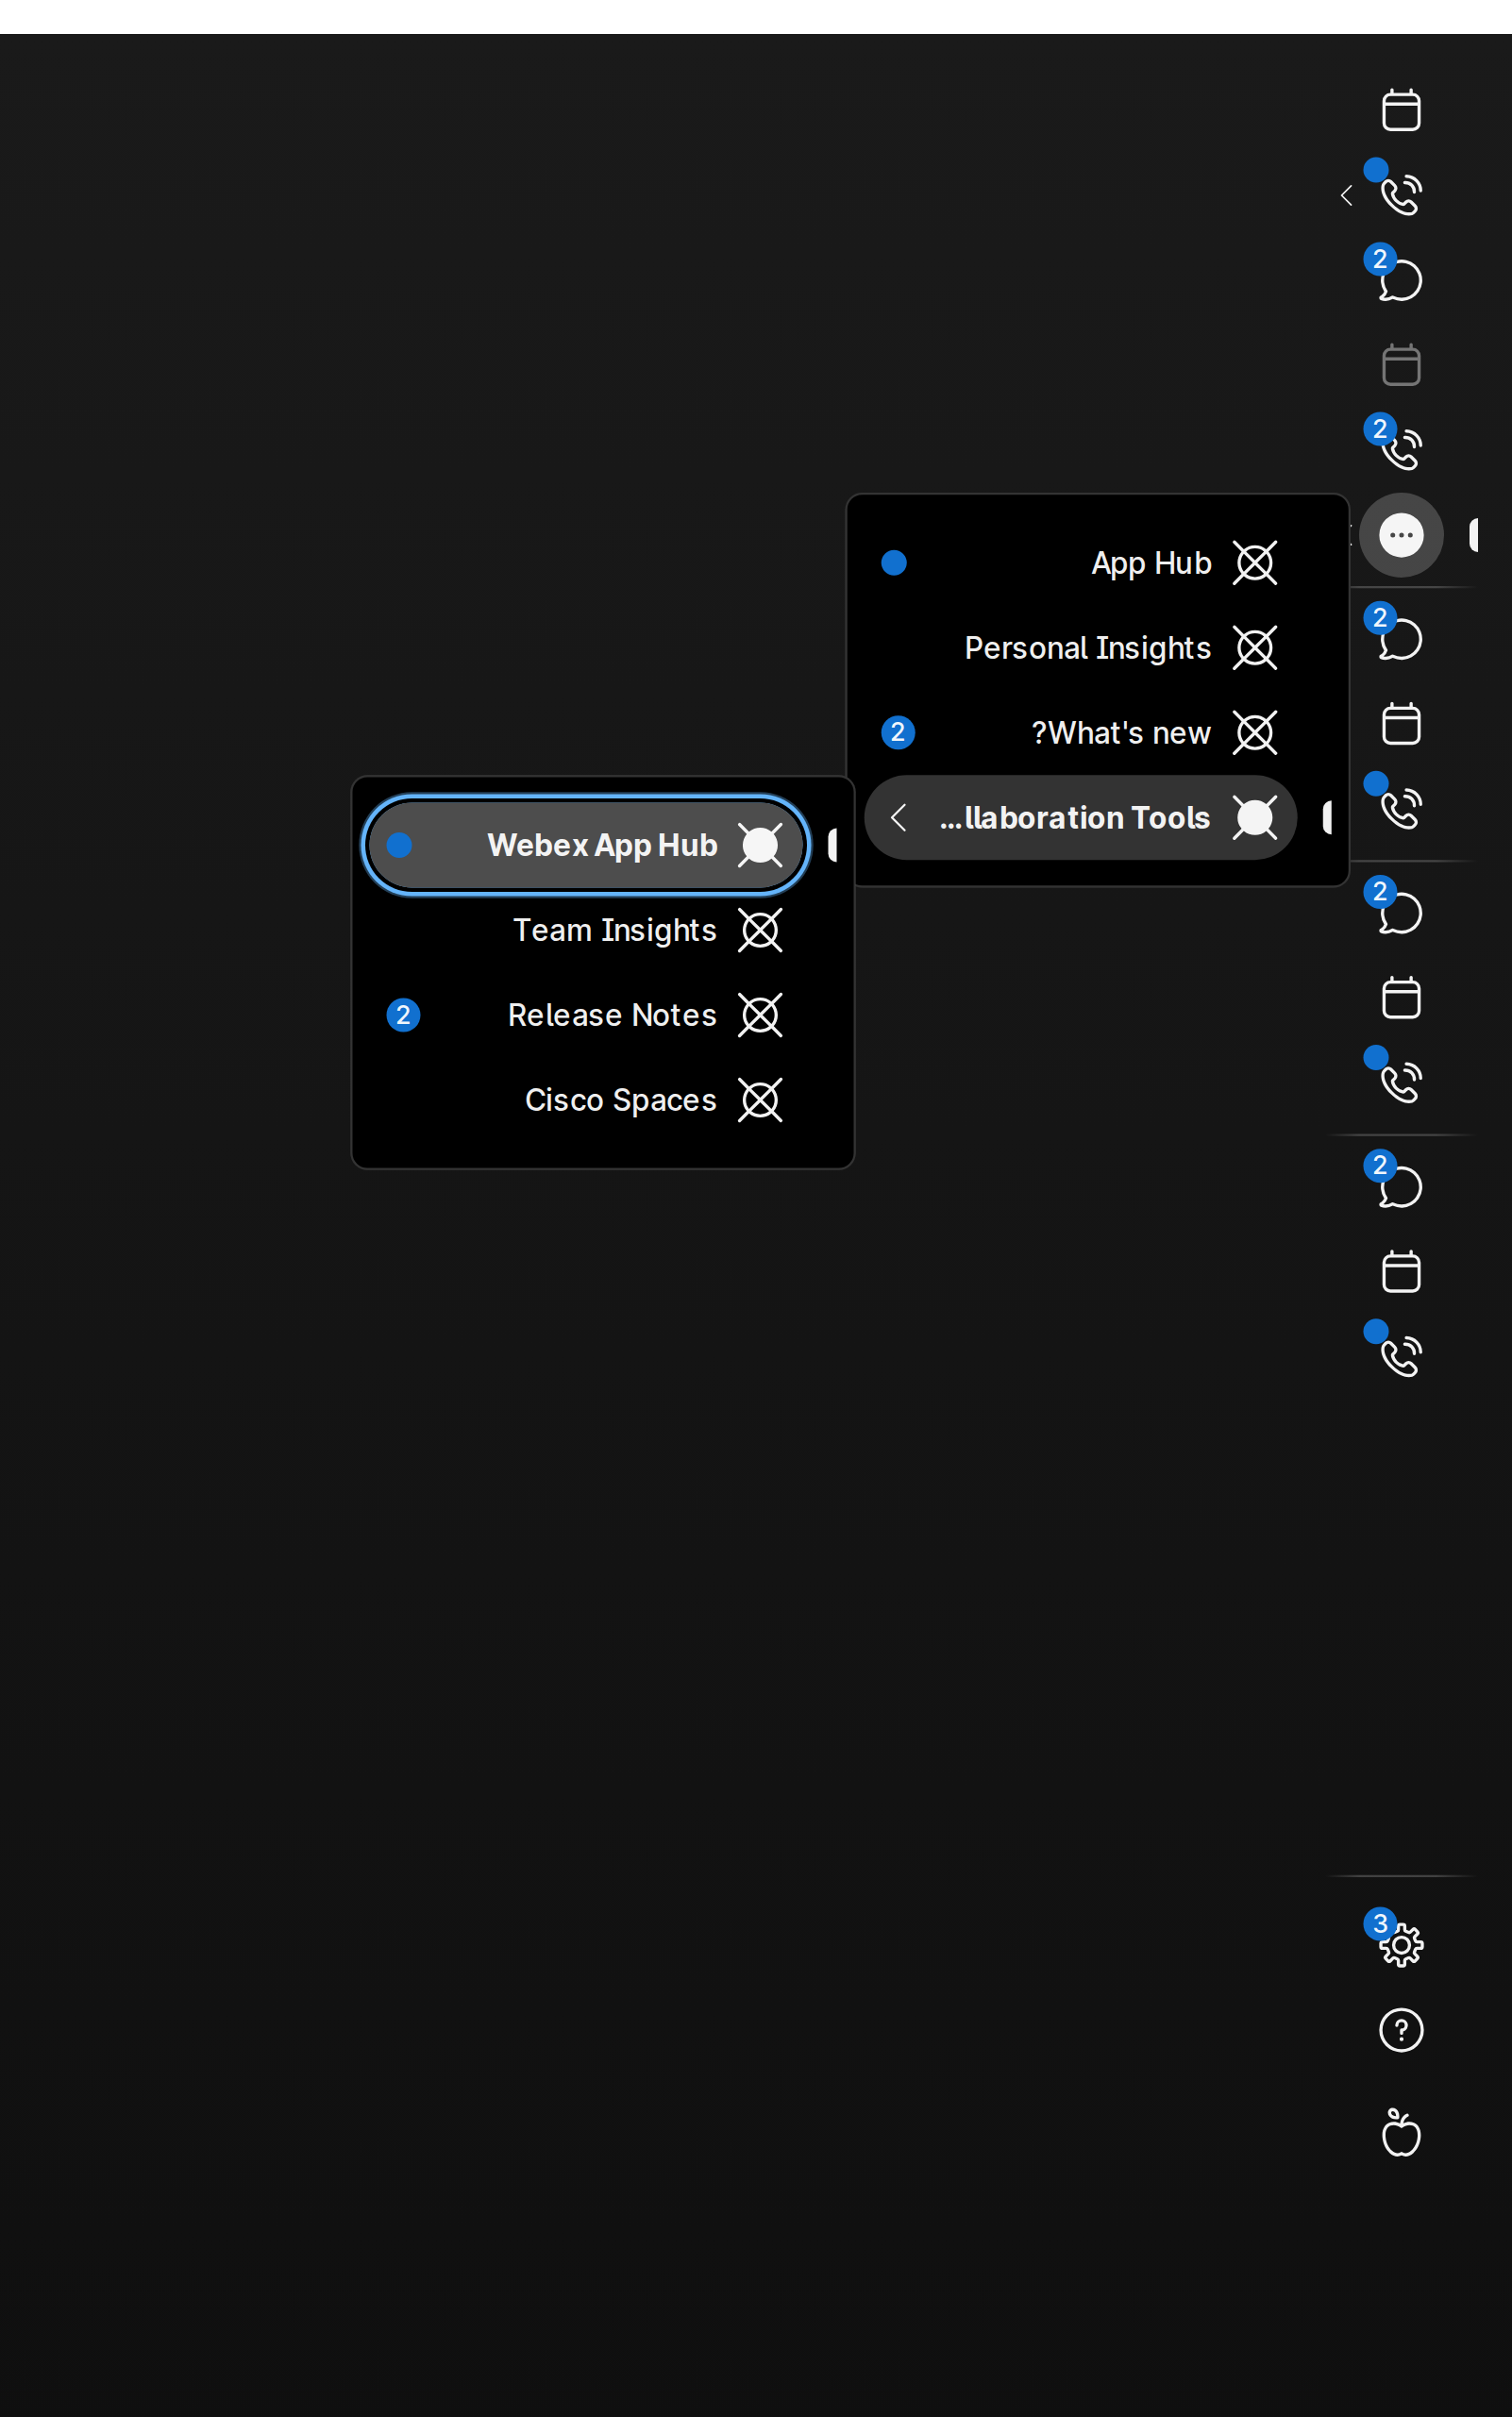 2
2
App Hub
2
Personal Insights
?What's new
2
...llaboration Tools
Webex App Hub
2
Team Insights
Release Notes
2
Cisco Spaces
2
3